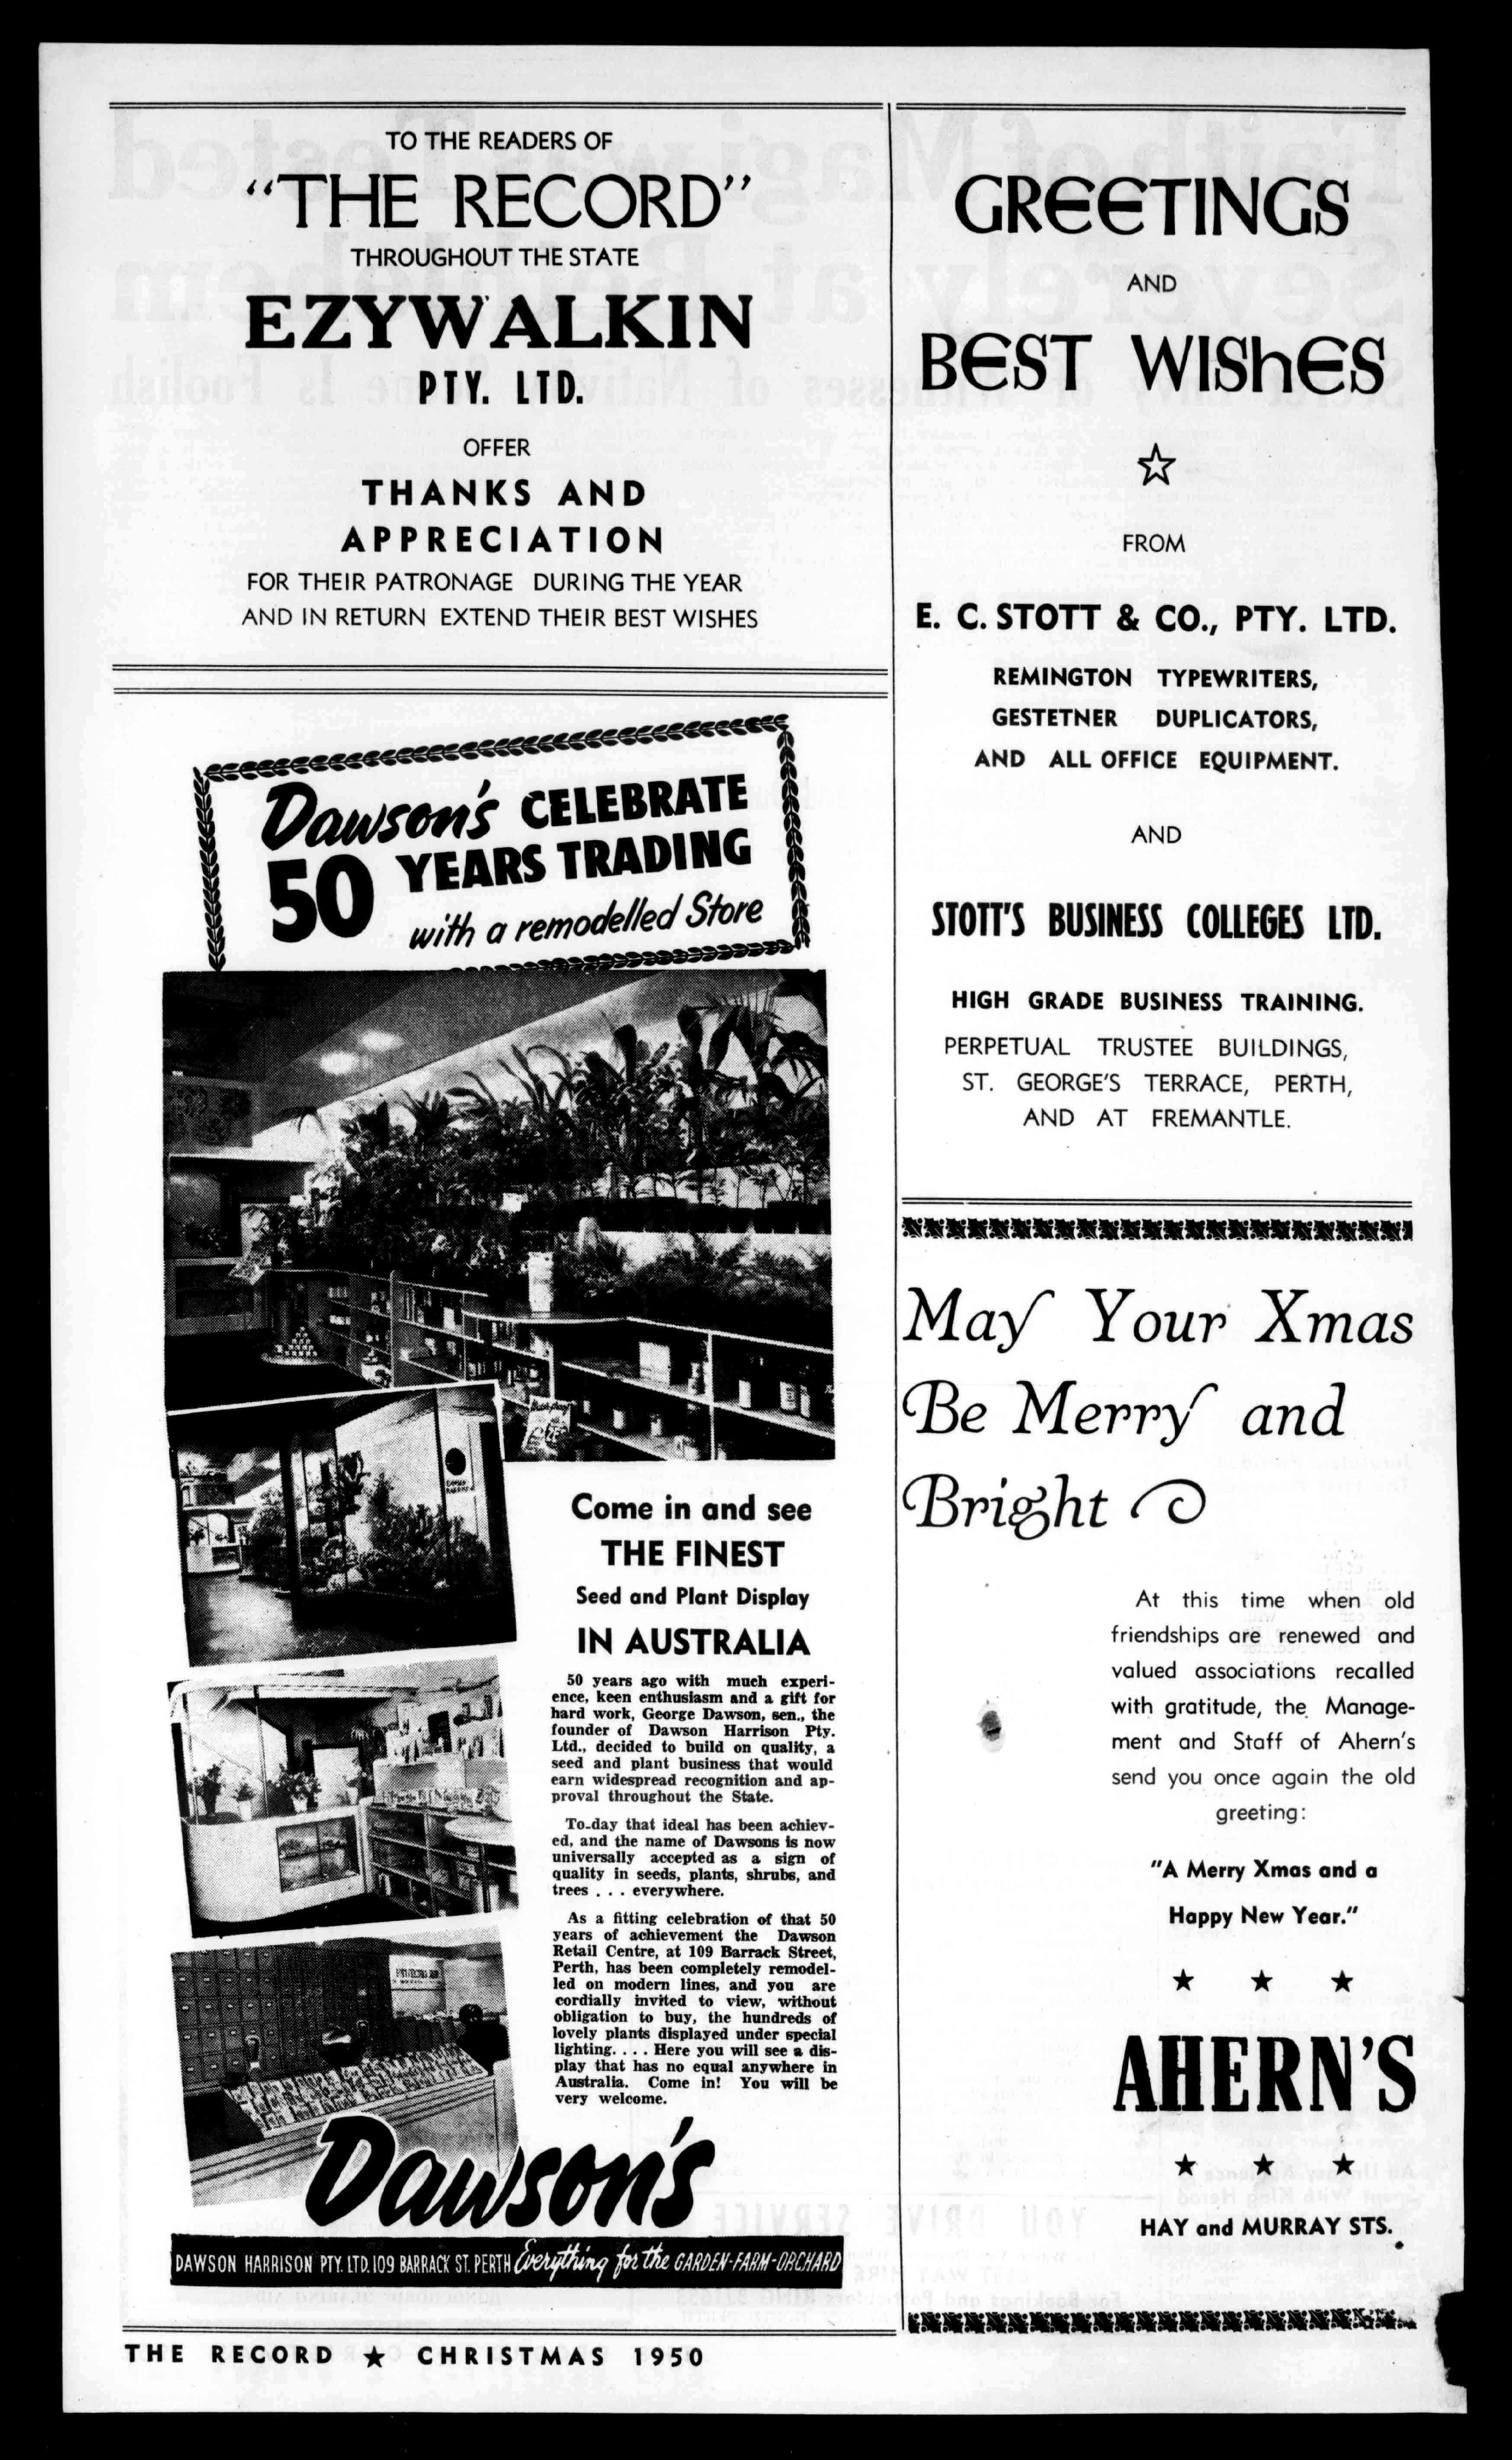 TO THE READERS OF
"THE RECORD"
THROUGHOUT THE STATE
EZYWALKIN
PTY. LTD.
OFFER
THANKS AND
APPRECIATION
FOR THEIR PATRONAGE DURING THE YEAR
AND IN RETURN EXTEND THEIR BEST WISHES
Dawson's CELEBRATE
50 YEARS TRADING
with a remodelled Store
Come in and see
THE FINEST
Seed and Plant Display
IN AUSTRALIA
50 years ago with much experi-
ence, keen enthusiasm and a gift for
hard work, George Dawson, sen., the
founder of Dawson Harrison Pty.
Ltd., decided to build on quality, a
seed and plant business that would
earn widespread recognition and ap-
proval throughout the State.
To-day that ideal has been achiev-
ed, and the name of Dawsons is now
universally accepted as a sign of
quality in seeds, plants, shrubs, and
trees . . . everywhere.
As a fitting celebration of that 50
years of achievement the Dawson
Retail Centre, at 109 Barrack Street,
Perth, has been completely remodel-
led on modern lines, and you are
cordially invited to view, without
obligation to buy, the hundreds of
lovely plants displayed under special
lighting. . . . Here you will see a dis-
play that has no equal anywhere in
Australia. Come in! You will be
very welcome.
Dawson's
DAWSON HARRISON PTY. LTD. 109 BARRACK ST. PERTH Everything for the GARDEN-FARM-ORCHARD
GREETINGS
AND
BEST WISHES
☆
FROM
E. C. STOTT & CO., PTY. LTD.
REMINGTON TYPEWRITERS,
GESTETNER DUPLICATORS,
AND ALL OFFICE EQUIPMENT.
AND
STOTT'S BUSINESS COLLEGES LTD.
HIGH GRADE BUSINESS TRAINING.
PERPETUAL TRUSTEE BUILDINGS,
ST. GEORGE'S TERRACE, PERTH,
AND AT FREMANTLE.
May Your Xmas
Be Merry and
Bright
At this time when old
friendships are renewed and
valued associations recalled
with gratitude, the Manage-
ment and Staff of Ahern's
send you once again the old
greeting:
"A Merry Xmas and a
Happy New Year."
★ ★ ★
AHERN'S
★ ★ ★
HAY and MURRAY STS.
THE RECORD ★ CHRISTMAS 1950